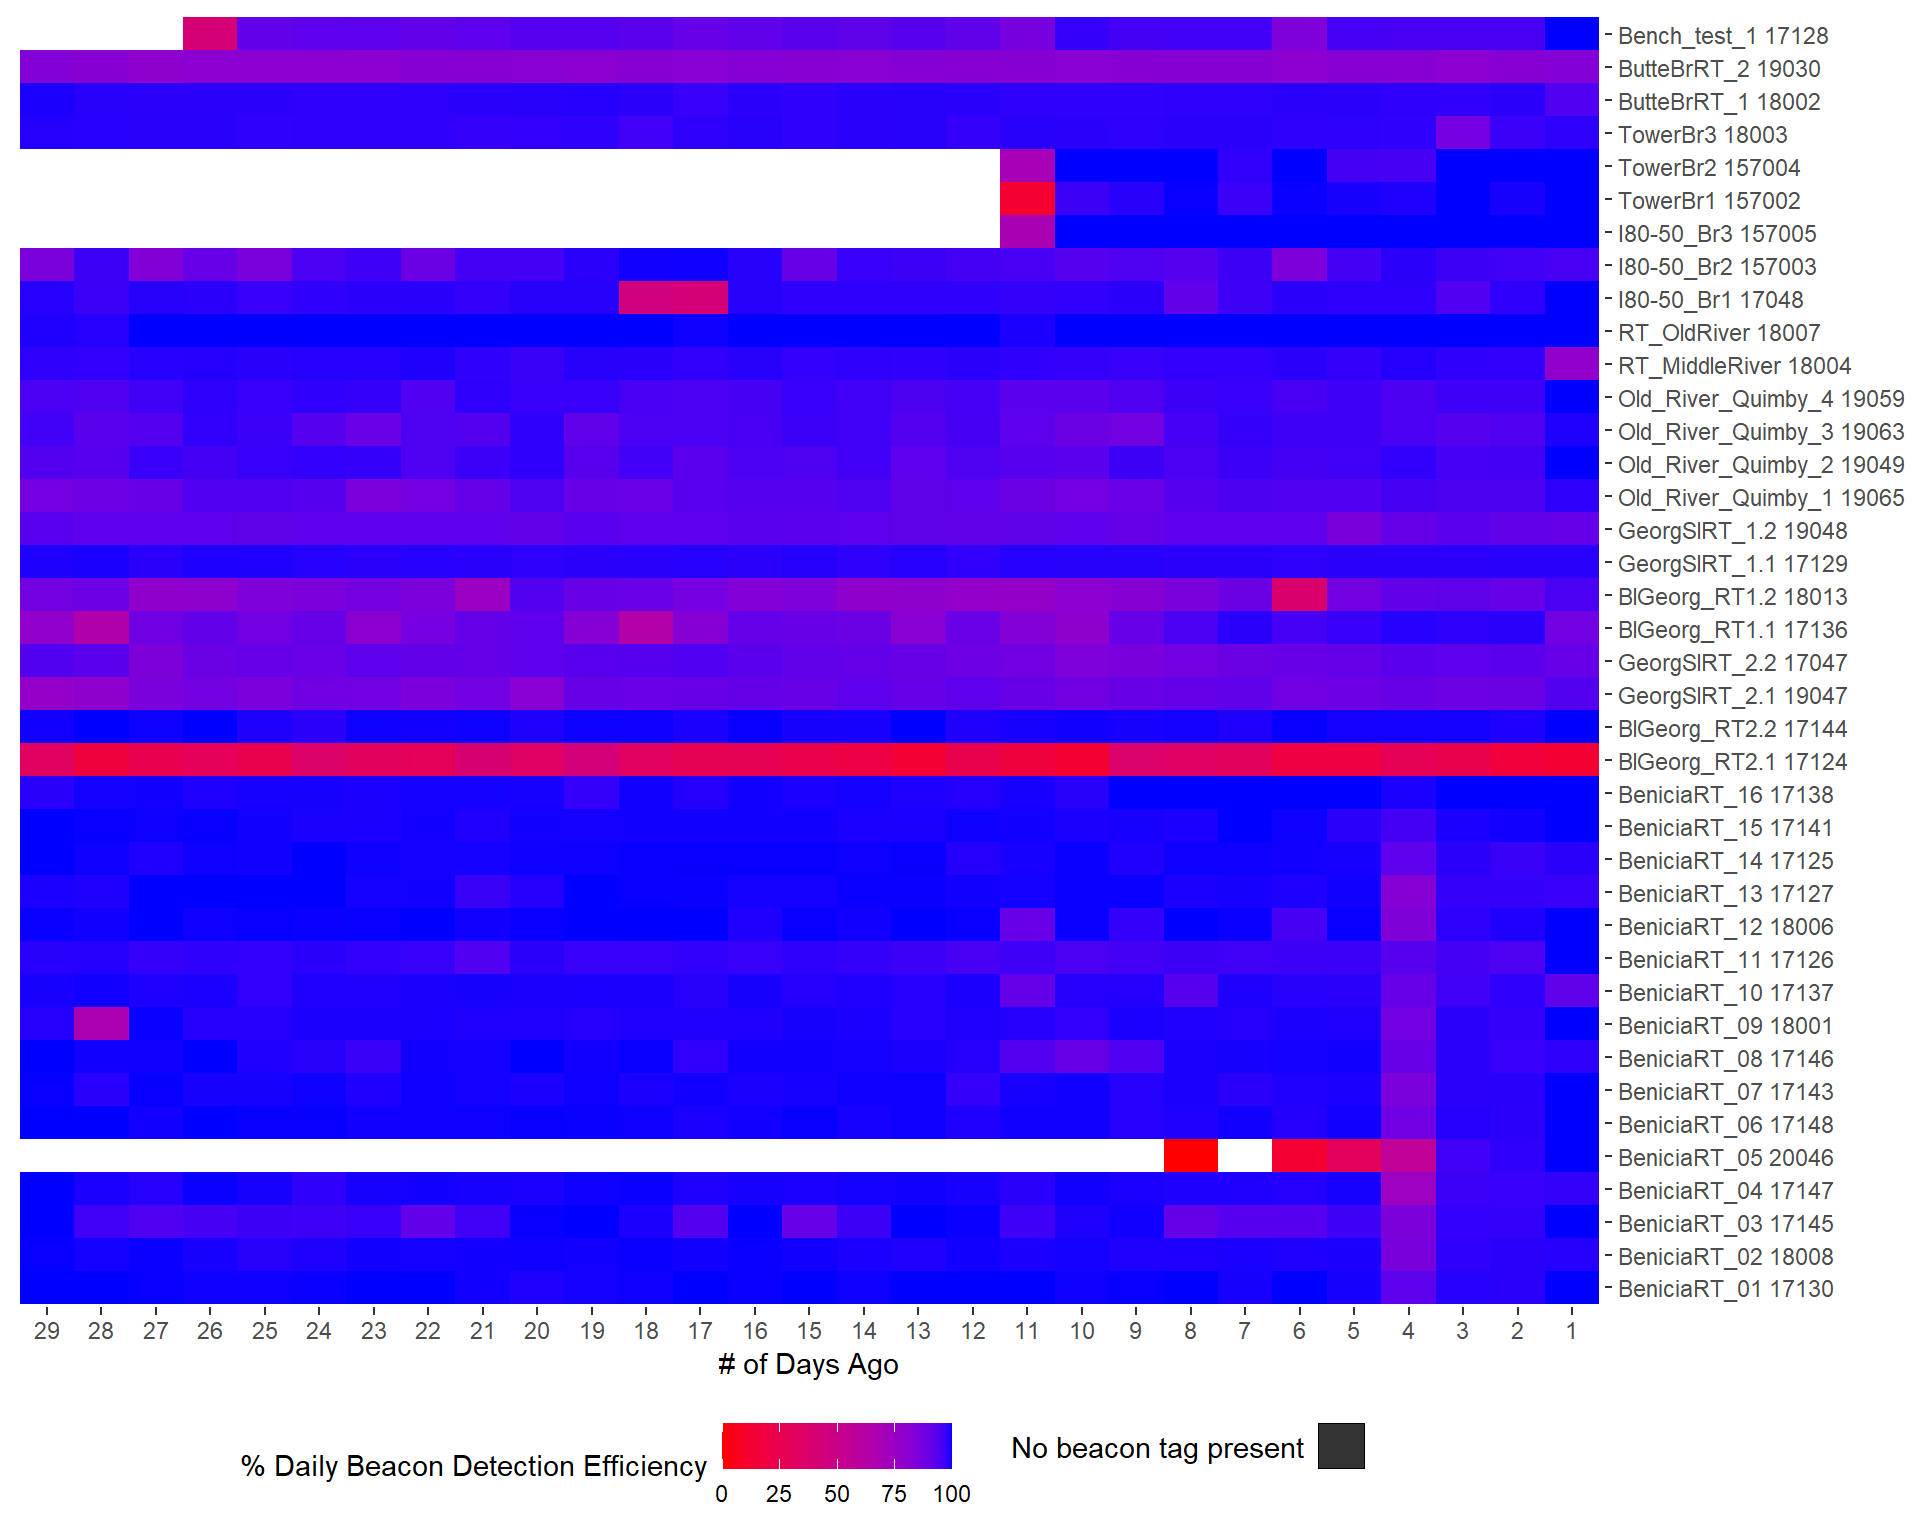 Bench_test_1 17128
ButteBrRT_2 19030
ButteBrRT_1 18002
TowerBr3 18003
TowerBr2 157004
TowerBr1 157002
I80-50_Br3 157005
I80-50_Br2 157003
I80-50_Br1 17048
RT_OldRiver 18007
RT_MiddleRiver 18004
Old_River_Quimby_4 19059
Old_River_Quimby_3 19063
Old_River_Quimby_2 19049
Old_River_Quimby_1 19065
GeorgSlRT_1.2 19048
GeorgSlRT_1.1 17129
BlGeorg_RT1.2 18013
BlGeorg_RT1.1 17136
GeorgSlRT_2.2 17047
GeorgSlRT_2.1 19047
BlGeorg_RT2.2 17144
BlGeorg_RT2.1 17124
BeniciaRT_16 17138
BeniciaRT_15 17141
BeniciaRT_14 17125
BeniciaRT_13 17127
BeniciaRT_12 18006
BeniciaRT_11 17126
BeniciaRT_10 17137
BeniciaRT_09 18001
BeniciaRT_08 17146
BeniciaRT_07 17143
BeniciaRT_06 17148
BeniciaRT_05 20046
BeniciaRT_04 17147
BeniciaRT_03 17145
BeniciaRT_02 18008
BeniciaRT_01 17130
29 28 27 26 25 24 23 22 21 20 19 18 17 16 15 14 13 12 11 10 9 8 7 6 5 4 3 2 1
# of Days Ago
% Daily Beacon Detection Efficiency
0 25 50 75 100
No beacon tag present